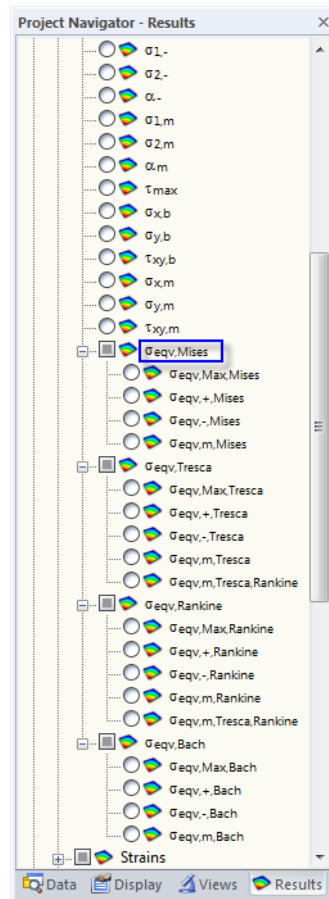 Project Navigator - Results ×
σ1,-
σ2,-
α-
σ1,m
σ2,m
αm
τmax
σx,b
σy,b
τxy,b
σx,m
σy,m
τxy,m
σeqv,Mises
σeqv,Max,Mises
σeqv,+,Mises
σeqv,-,Mises
σeqv,m,Mises
σeqv,Tresca
σeqv,Max,Tresca
σeqv,+,Tresca
σeqv,-,Tresca
σeqv,m,Tresca
σeqv,m,Tresca,Rankine
σeqv,Rankine
σeqv,Max,Rankine
σeqv,+,Rankine
σeqv,-,Rankine
σeqv,m,Rankine
σeqv,m,Tresca,Rankine
σeqv,Bach
σeqv,Max,Bach
σeqv,+,Bach
σeqv,-,Bach
σeqv,m,Bach
Strains
Data Display Views Results